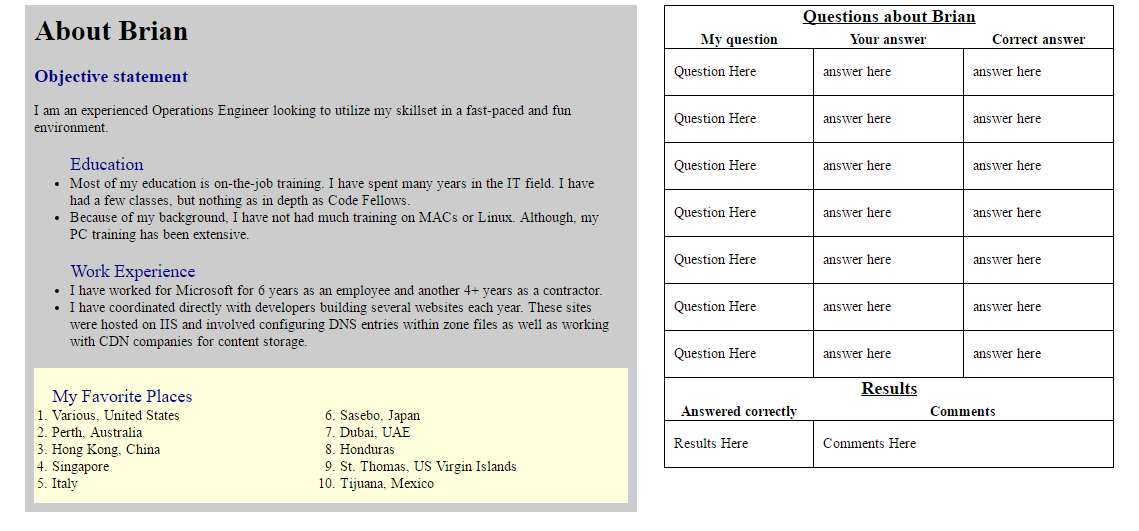 About Brian
Objective statement
I am an experienced Operations Engineer looking to utilize my skillset in a fast-paced and fun
environment.
Education
• Most of my education is on-the-job training. I have spent many years in the IT field. I have
had a few classes, but nothing as in depth as Code Fellows.
• Because of my background, I have not had much training on MACs or Linux. Although, my
PC training has been extensive.
Work Experience
• I have worked for Microsoft for 6 years as an employee and another 4+ years as a contractor.
• I have coordinated directly with developers building several websites each year. These sites
were hosted on IIS and involved configuring DNS entries within zone files as well as working
with CDN companies for content storage.
My Favorite Places
1. Various, United States
2. Perth, Australia
3. Hong Kong, China
4. Singapore
5. Italy
6. Sasebo, Japan
7. Dubai, UAE
8. Honduras
9. St. Thomas, US Virgin Islands
10. Tijuana, Mexico
Questions about Brian
My question Your answer Correct answer
Question Here answer here answer here
Question Here answer here answer here
Question Here answer here answer here
Question Here answer here answer here
Question Here answer here answer here
Question Here answer here answer here
Question Here answer here answer here
Results
Answered correctly Comments
Results Here Comments Here